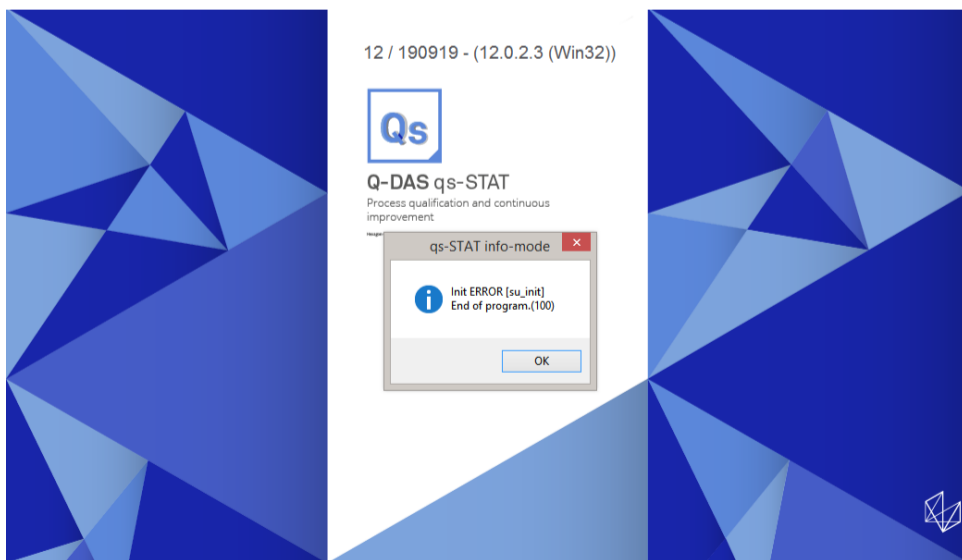 12 / 190919 - (12.0.2.3 (Win32))
Qs
Q-DAS qs-STAT
Process qualification and continuous
improvement
qs-STAT info-mode
Init ERROR [su_init]
End of program.(100)
OK